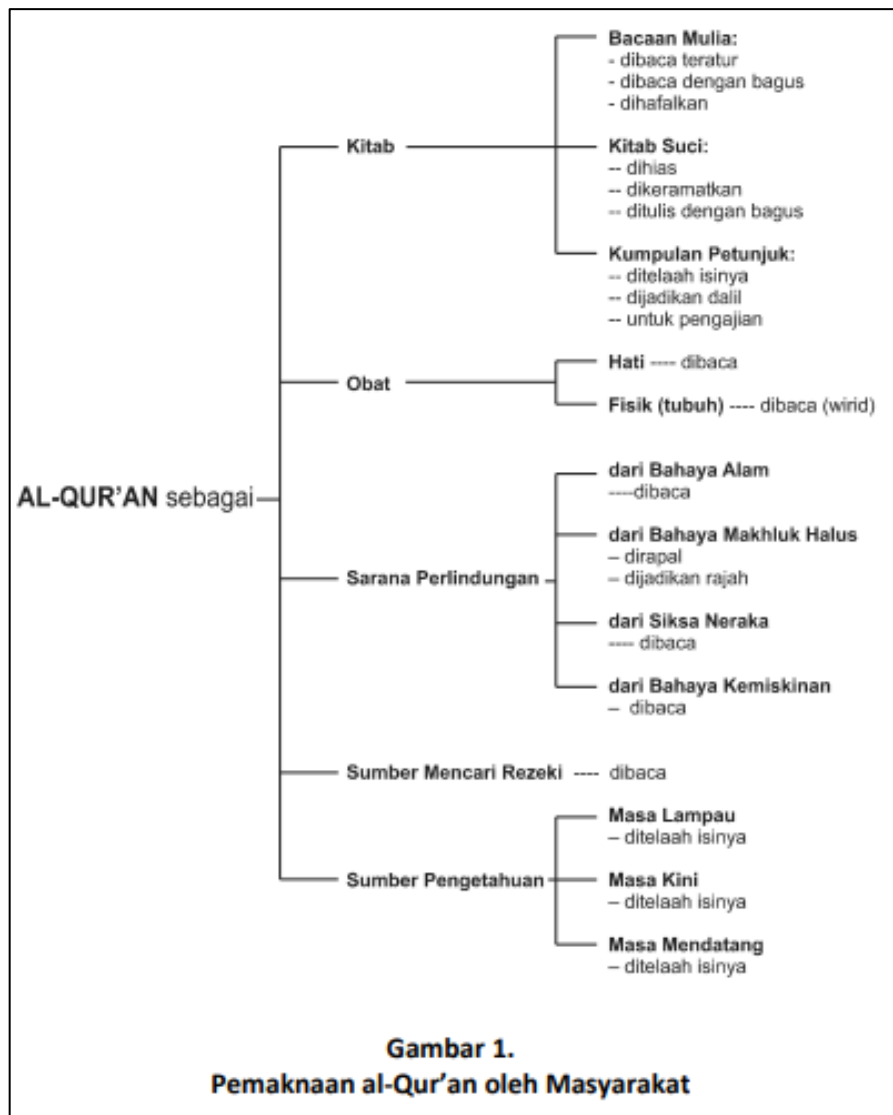 AL-QUR'AN sebagai
Kitab
Bacaan Mulia:
- dibaca teratur
- dibaca dengan bagus
- dihafalkan
Kitab Suci:
-- dihias
-- dikeramatkan
-- ditulis dengan bagus
Kumpulan Petunjuk:
-- ditelaah isinya
-- dijadikan dalil
-- untuk pengajian
Obat
Hati ---- dibaca
Fisik (tubuh) ---- dibaca (wirid)
Sarana Perlindungan
dari Bahaya Alam
----dibaca
dari Bahaya Makhluk Halus
– dirapal
– dijadikan rajah
dari Siksa Neraka
---- dibaca
dari Bahaya Kemiskinan
– dibaca
Sumber Mencari Rezeki ---- dibaca
Sumber Pengetahuan
Masa Lampau
– ditelaah isinya
Masa Kini
– ditelaah isinya
Masa Mendatang
– ditelaah isinya
Gambar 1.
Pemaknaan al-Qur'an oleh Masyarakat